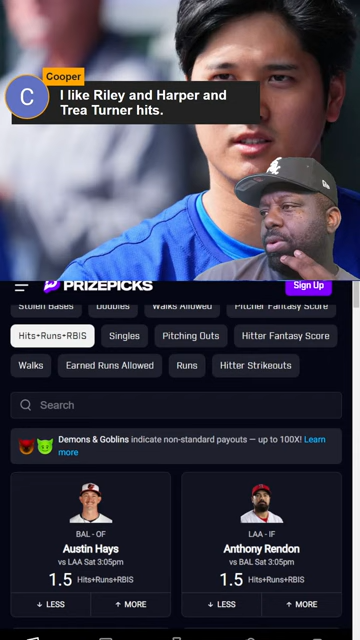 Cooper
C
I like Riley and Harper and
Trea Turner hits.
PRIZEPICKS
Sign Up
Stolen Bases
Doubles
Walks Allowed
Pitcher Fantasy Score
Hits+Runs+RBIS
Singles
Pitching Outs
Hitter Fantasy Score
Walks
Earned Runs Allowed
Runs
Hitter Strikeouts
Search
Demons & Goblins indicate non-standard payouts — up to 100X! Learn
more
BAL - OF
Austin Hays
vs LAA Sat 3:05pm
1.5 Hits+Runs+RBIS
↓ LESS
↑ MORE
LAA - IF
Anthony Rendon
vs BAL Sat 3:05pm
1.5 Hits+Runs+RBIS
↓ LESS
↑ MORE